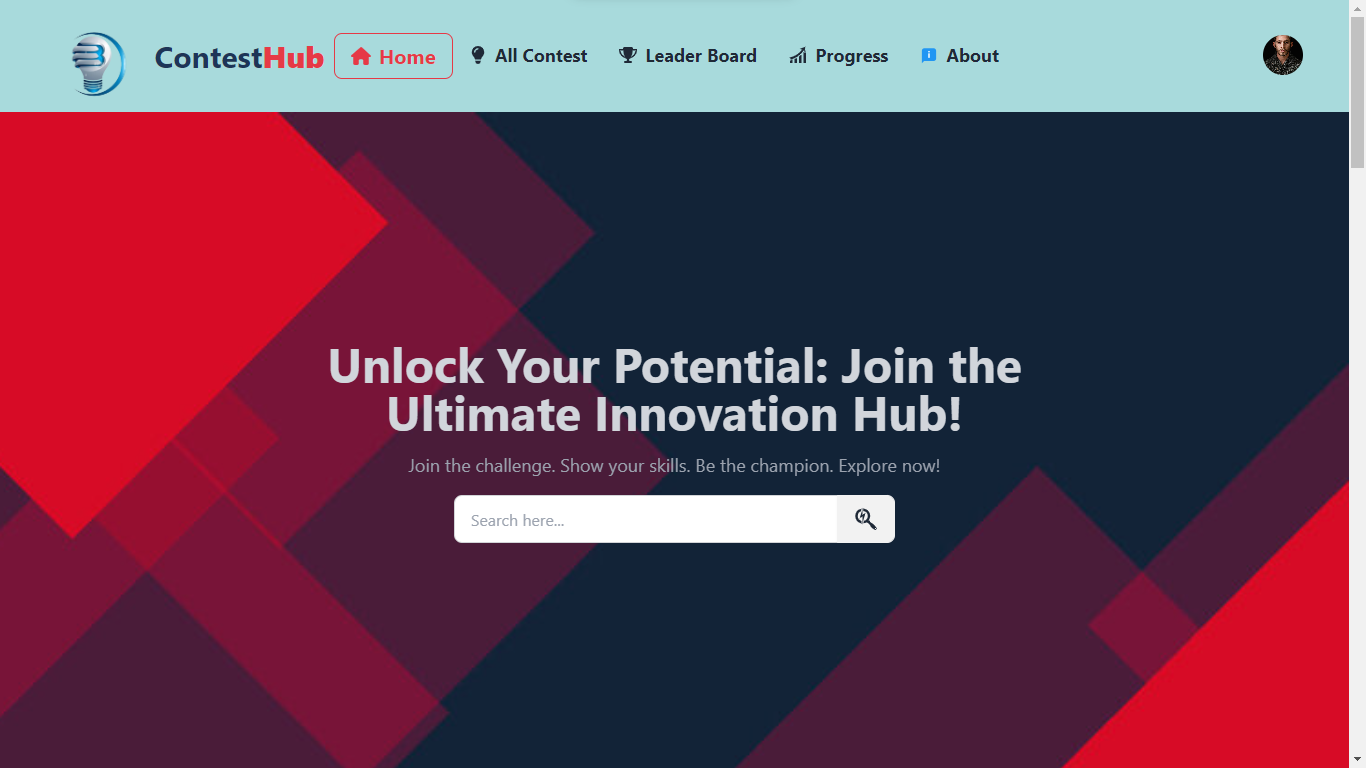 ContestHub Home All Contest Leader Board Progress About
Unlock Your Potential: Join the
Ultimate Innovation Hub!
Join the challenge. Show your skills. Be the champion. Explore now!
Search here...